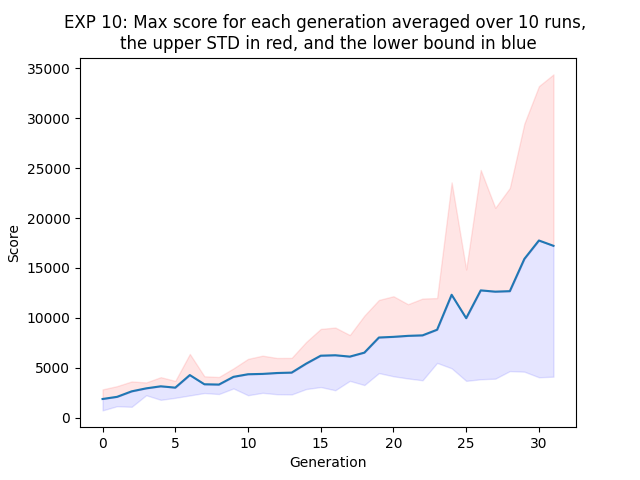 EXP 10: Max score for each generation averaged over 10 runs,
the upper STD in red, and the lower bound in blue
35000
30000
25000
20000
15000
10000
5000
0
Score
0 5 10 15 20 25 30
Generation